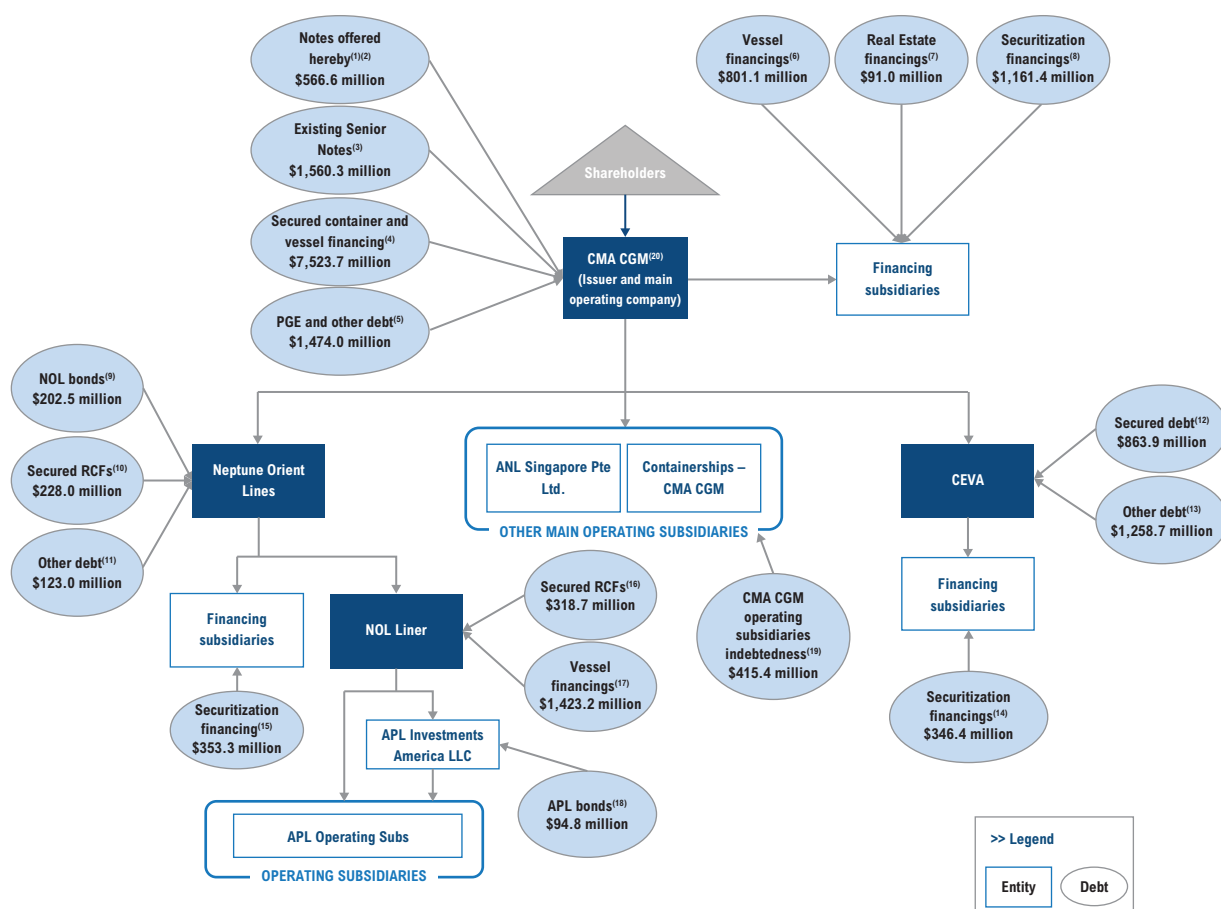 Notes offered
hereby(1)(2)
$566.6 million
Existing Senior
Notes(3)
$1,560.3 million
Secured container and
vessel financing(4)
$7,523.7 million
PGE and other debt(5)
$1,474.0 million
Vessel
financings(6)
$801.1 million
Real Estate
financings(7)
$91.0 million
Securitization
financings(8)
$1,161.4 million
Shareholders
CMA CGM(20)
(Issuer and main
operating company)
Financing
subsidiaries
NOL bonds(9)
$202.5 million
Secured RCFs(10)
$228.0 million
Other debt(11)
$123.0 million
Neptune Orient
Lines
ANL Singapore Pte
Ltd.
Containerships –
CMA CGM
OTHER MAIN OPERATING SUBSIDIARIES
CEVA
Secured debt(12)
$863.9 million
Other debt(13)
$1,258.7 million
Financing
subsidiaries
NOL Liner
Secured RCFs(16)
$318.7 million
Vessel
financings(17)
$1,423.2 million
CMA CGM
operating
subsidiaries
indebtedness(19)
$415.4 million
Financing
subsidiaries
Securitization
financing(15)
$353.3 million
APL Investments
America LLC
APL bonds(18)
$94.8 million
Securitization
financings(14)
$346.4 million
APL Operating Subs
OPERATING SUBSIDIARIES
>> Legend
Entity
Debt